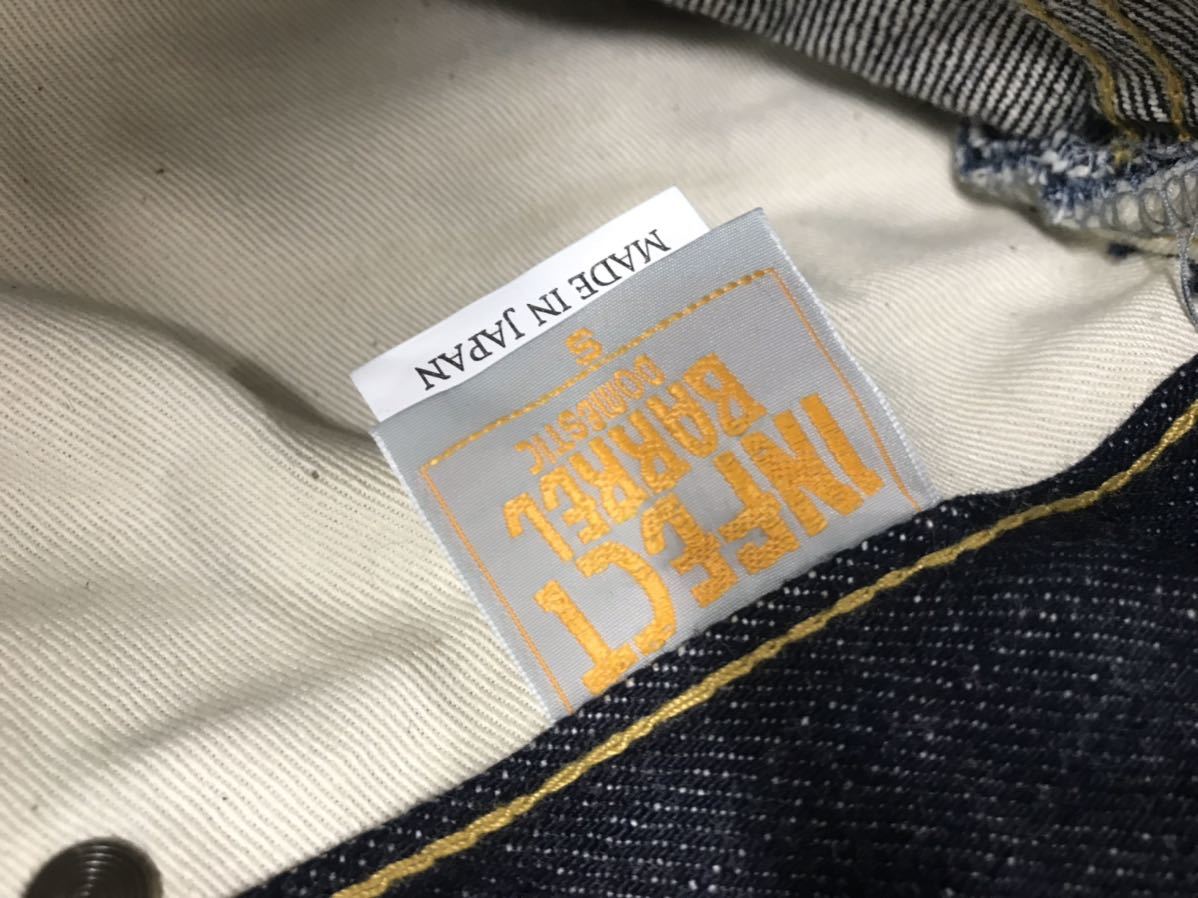 INFECT
BARREL
DOMESTIC
S
MADE IN JAPAN